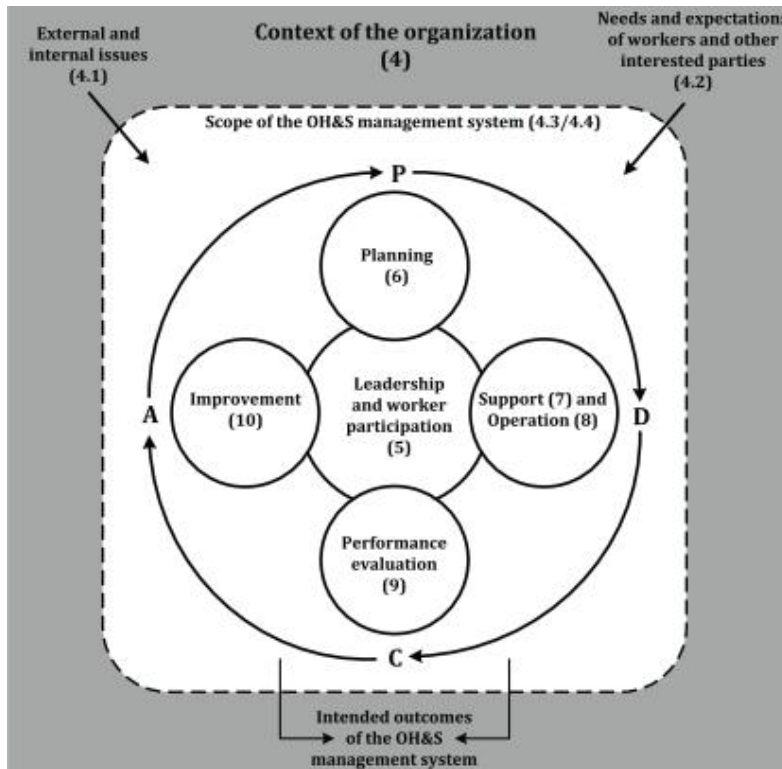 External and
internal issues
(4.1)
Context of the organization
(4)
Needs and expectations
of workers and other
interested parties
(4.2)
Scope of the OH&S management system (4.3/4.4)
P
Planning
(6)
A
Improvement
(10)
Leadership
and worker
participation
(5)
Support (7) and
Operation (8)
D
Performance
evaluation
(9)
C
Intended outcomes
of the OH&S
management system